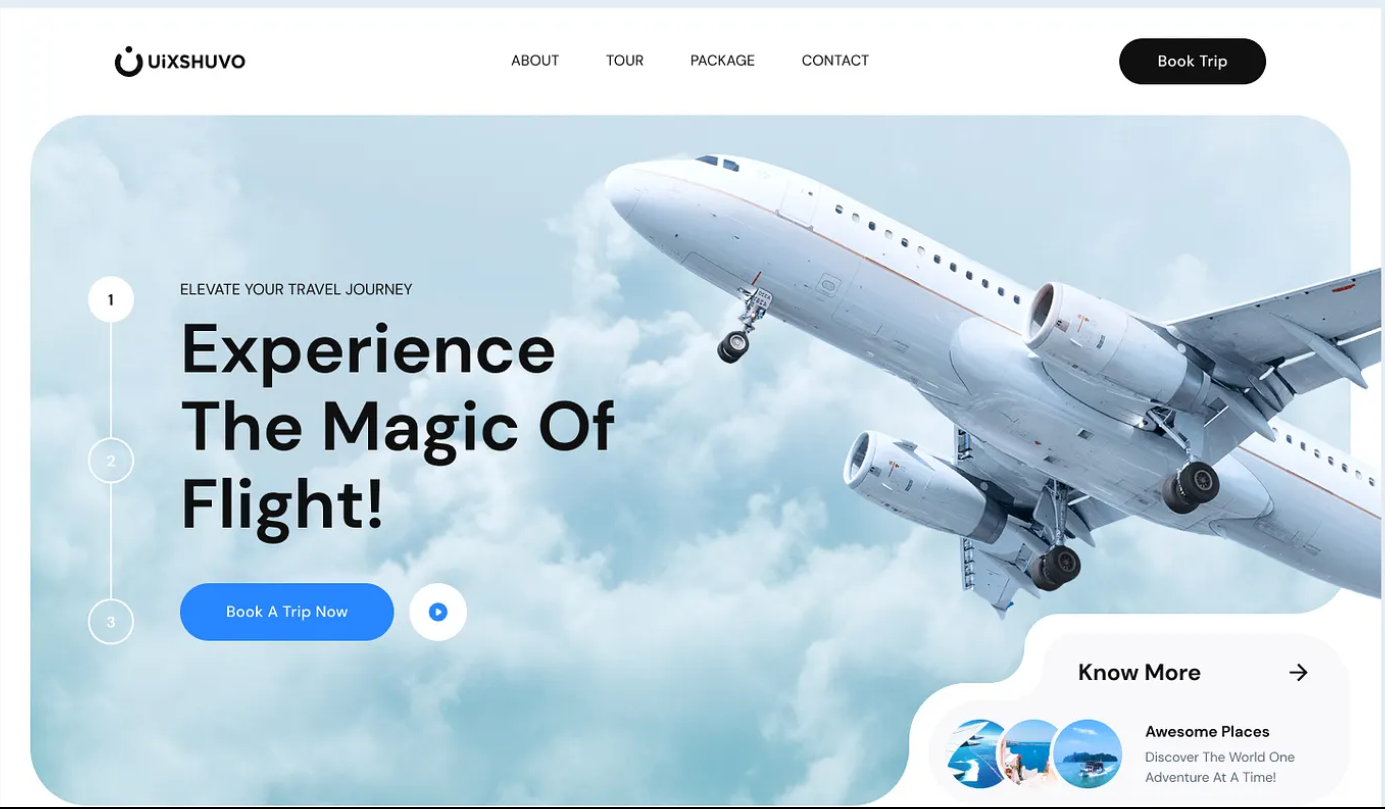 UiXSHUVO
ABOUT
TOUR
PACKAGE
CONTACT
Book Trip
1
2
3
ELEVATE YOUR TRAVEL JOURNEY
Experience
The Magic Of
Flight!
Book A Trip Now
Know More
Awesome Places
Discover The World One
Adventure At A Time!